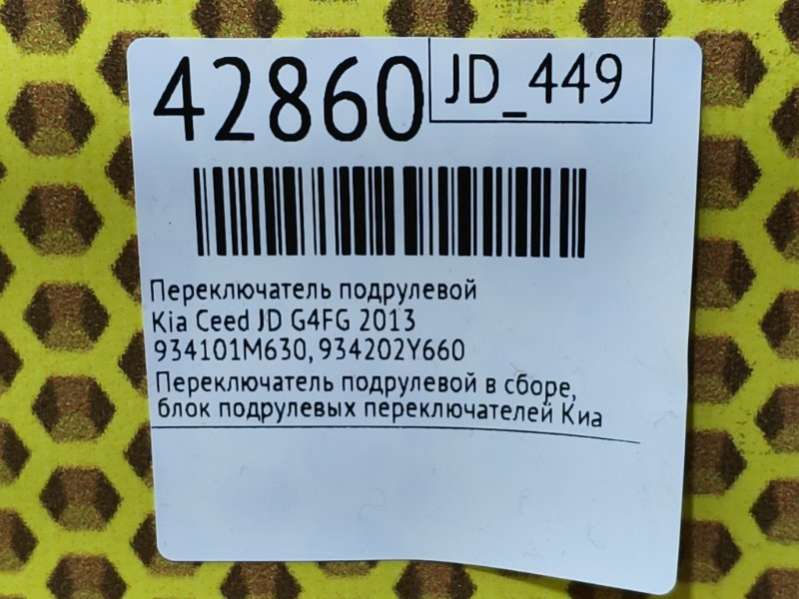 42860
JD_449
Переключатель подрулевой
Kia Ceed JD G4FG 2013
934101M630, 934202Y660
Переключатель подрулевой в сборе,
блок подрулевых переключателей Киа